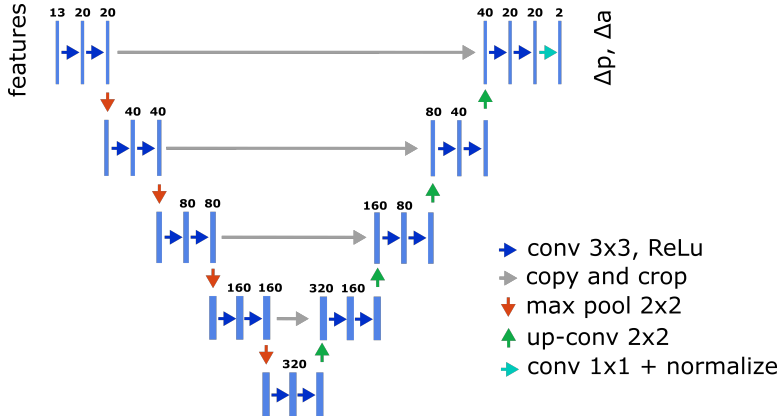 features
13 20 20
40 20 20 2
Δp, Δa
40 40
80 40
80 80
160 80
160 160
320 160
320
conv 3x3, ReLu
copy and crop
max pool 2x2
up-conv 2x2
conv 1x1 + normalize